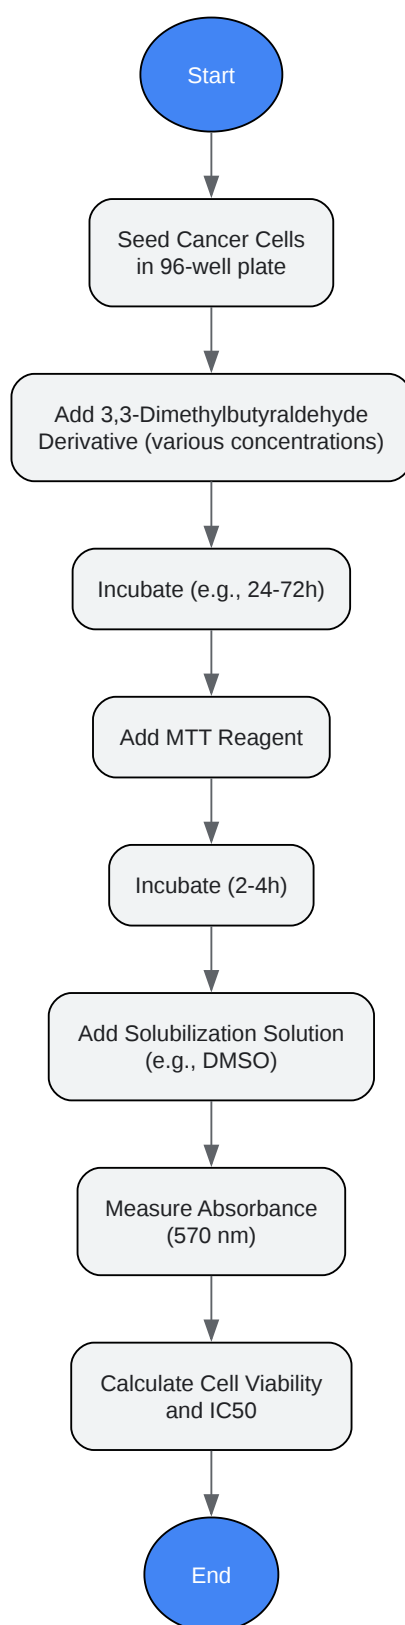 Start
Seed Cancer Cells
in 96-well plate
Add 3,3-Dimethylbutyraldehyde
Derivative (various concentrations)
Incubate (e.g., 24-72h)
Add MTT Reagent
Incubate (2-4h)
Add Solubilization Solution
(e.g., DMSO)
Measure Absorbance
(570 nm)
Calculate Cell Viability
and IC50
End